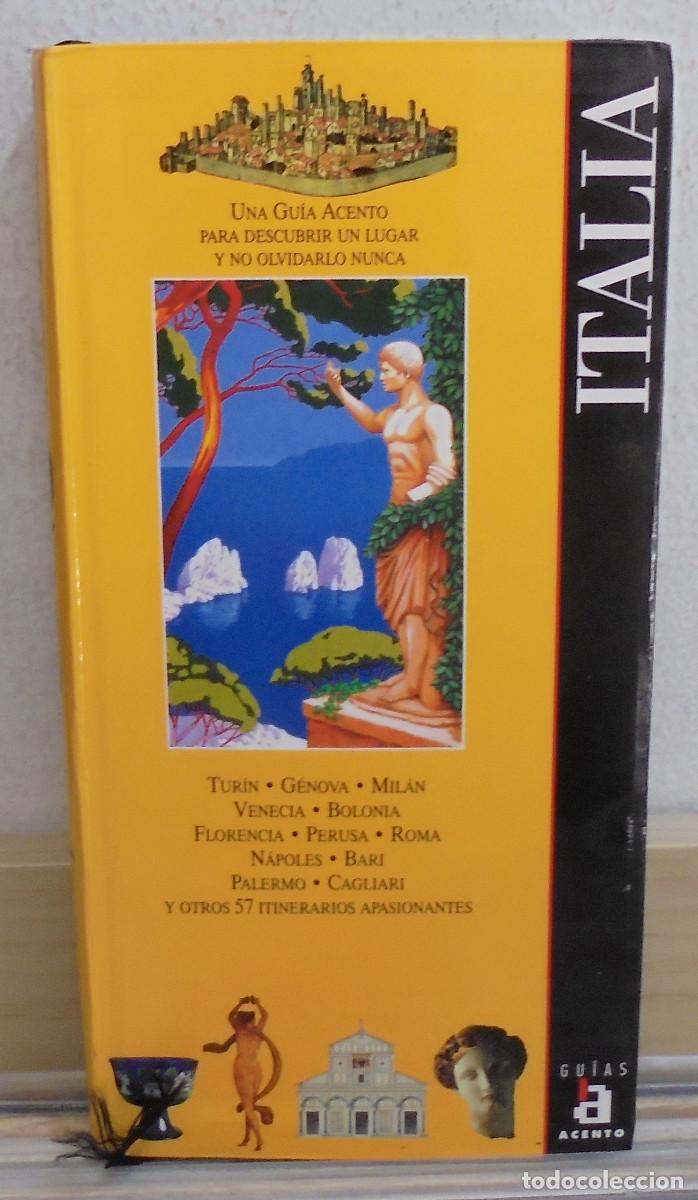 UNA GUÍA ACENTO
PARA DESCUBRIR UN LUGAR
Y NO OLVIDARLO NUNCA
ITALIA
TURÍN • GÉNOVA • MILÁN
VENECIA • BOLONIA
FLORENCIA • PERUSA • ROMA
NÁPOLES • BARI
PALERMO • CAGLIARI
Y OTROS 57 ITINERARIOS APASIONANTES
GUÍAS
a
ACENTO
todocoleccion